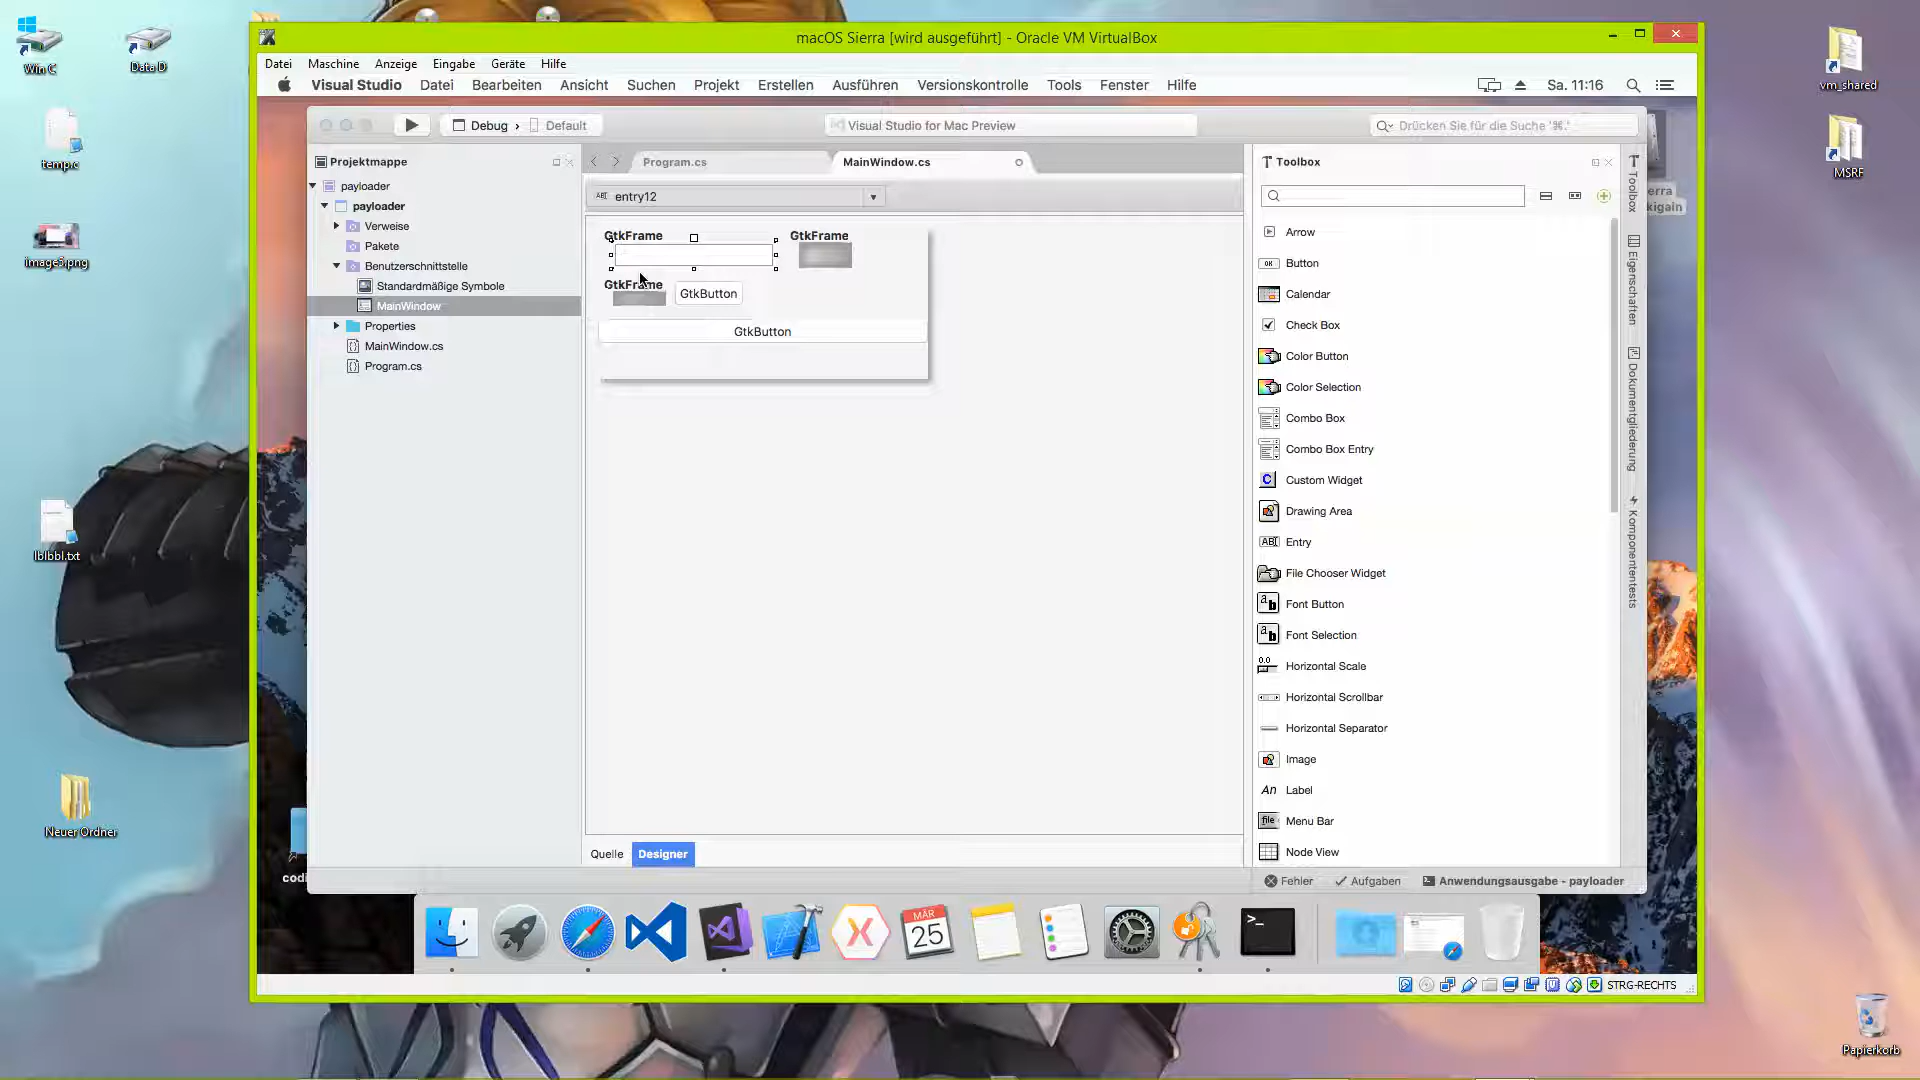 macOS Sierra [wird ausgeführt] - Oracle VM VirtualBox
Datei Maschine Anzeige Eingabe Geräte Hilfe
Visual Studio Datei Bearbeiten Ansicht Suchen Projekt Erstellen Ausführen Versionskontrolle Tools Fenster Hilfe Sa. 11:16
Debug › Default
Visual Studio for Mac Preview
Drücken Sie für die Suche '⌘.'
Projektmappe
Program.cs
MainWindow.cs
Toolbox
payloader
entry12
payloader
Verweise
Pakete
Benutzerschnittstelle
Standardmäßige Symbole
MainWindow
Properties
MainWindow.cs
Program.cs
GtkFrame
GtkFrame
GtkFrame
GtkButton
GtkButton
Arrow
Button
Calendar
Check Box
Color Button
Color Selection
Combo Box
Combo Box Entry
Custom Widget
Drawing Area
Entry
File Chooser Widget
Font Button
Font Selection
Horizontal Scale
Horizontal Scrollbar
Horizontal Separator
Image
Label
Menu Bar
Node View
Toolbox
Eigenschaften
Dokumentgliederung
Komponententests
Quelle Designer
Fehler Aufgaben Anwendungsausgabe - payloader
codi
MÄR
25
STRG-RECHTS
Win C
Data D
temp.c
image3.png
lblbbl.txt
Neuer Ordner
vm_shared
MSRF
Papierkorb